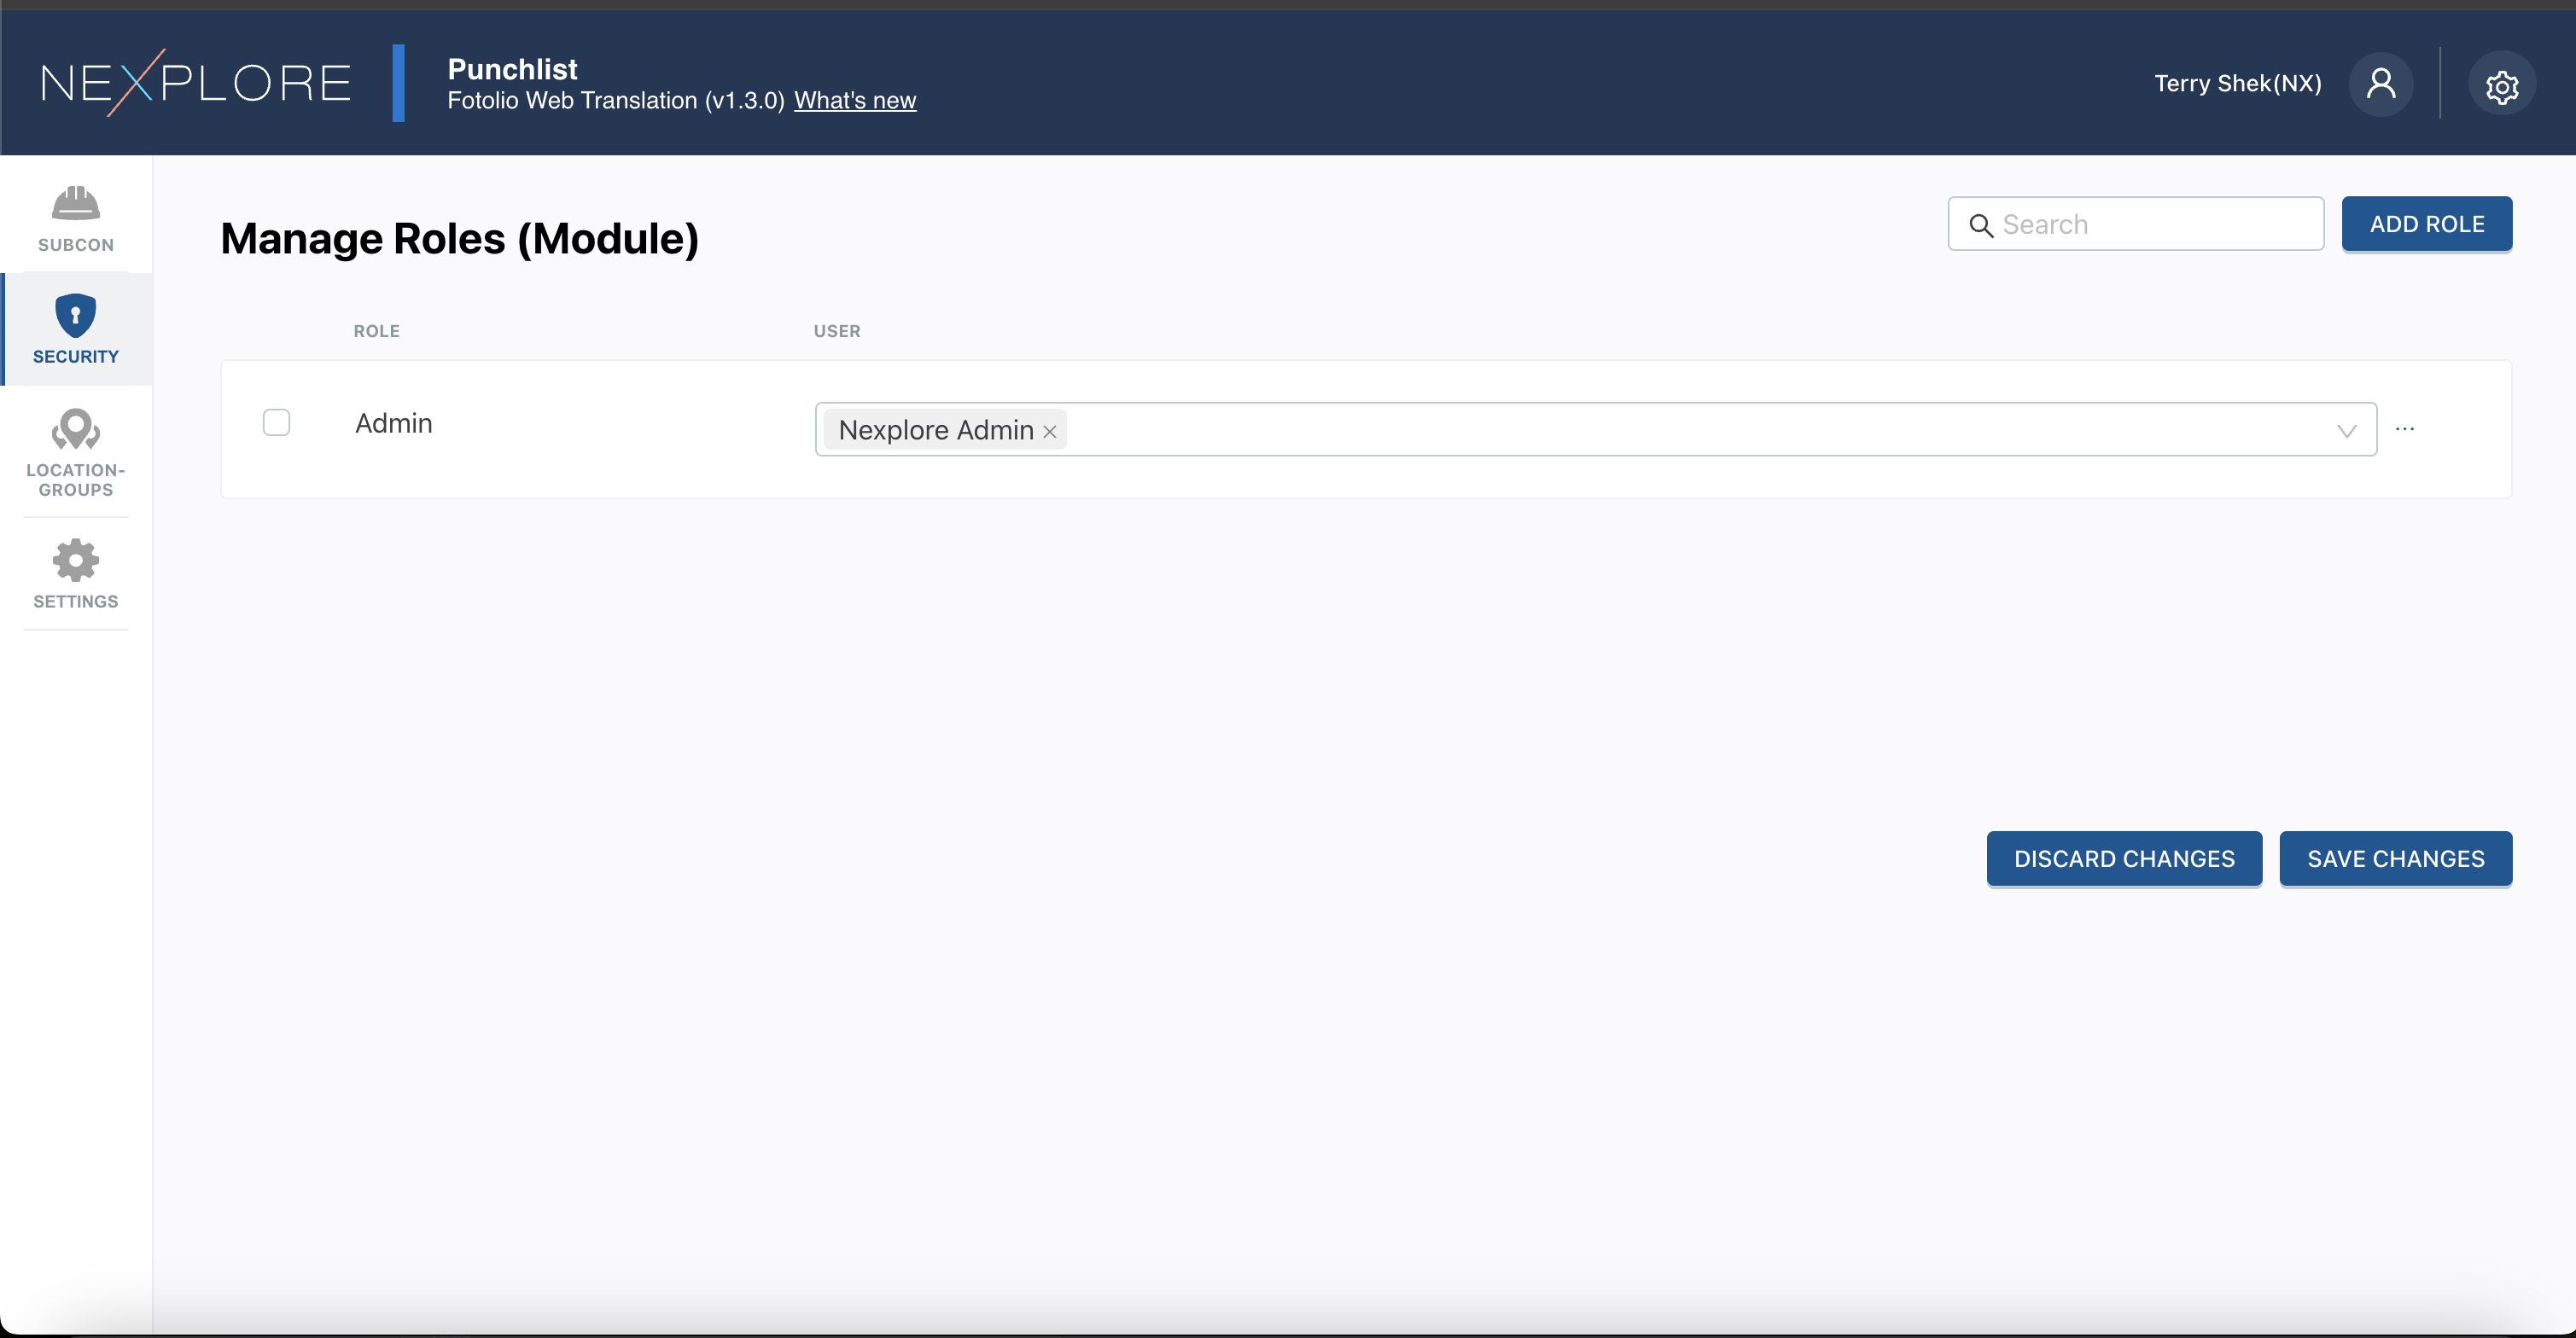 NEXPLORE
Punchlist
Fotolio Web Translation (v1.3.0) What's new
Terry Shek(NX)
SUBCON
SECURITY
LOCATION-
GROUPS
SETTINGS
Manage Roles (Module)
Search
ADD ROLE
ROLE USER
Admin Nexplore Admin × ...
DISCARD CHANGES SAVE CHANGES